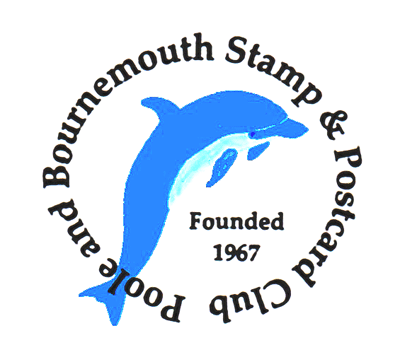 Poole and Bournemouth Stamp & Postcard Club
Founded
1967